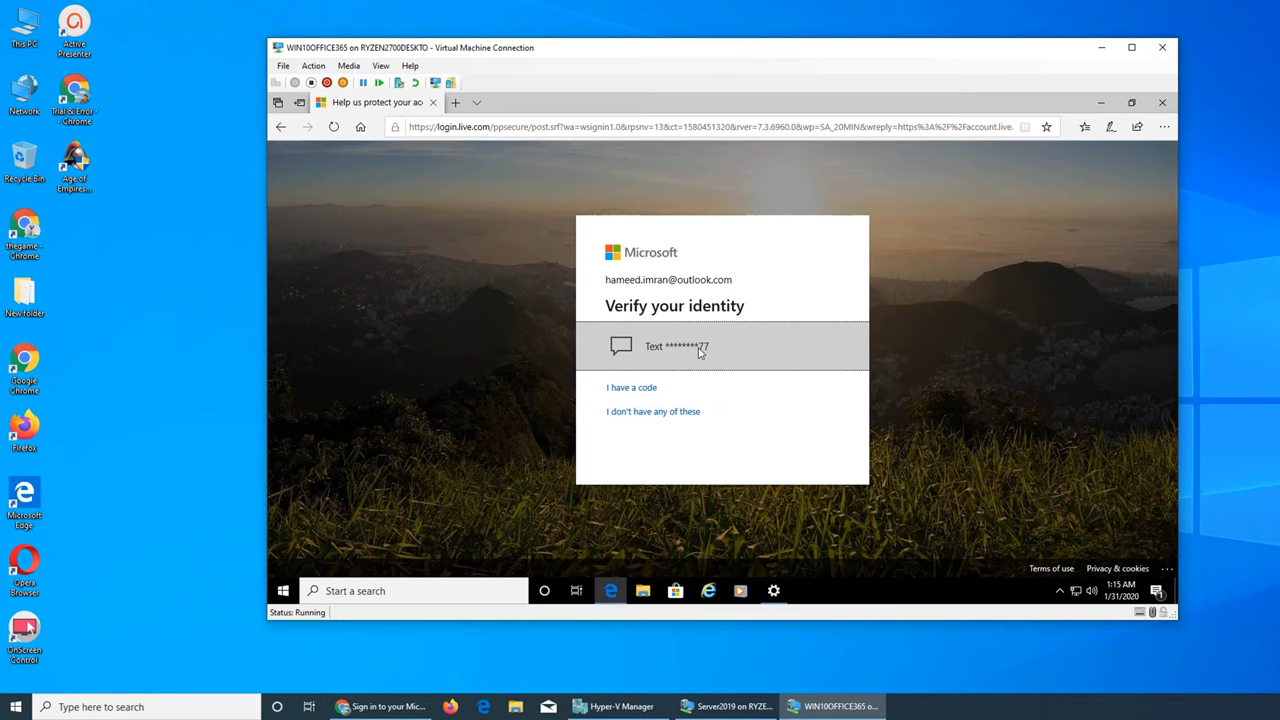 This PC
Active
Presenter
Network
Trial & Error -
Chrome
Recycle Bin
Age of
Empires...
thegame -
Chrome
New folder
Google
Chrome
Firefox
Microsoft
Edge
Opera
Browser
OnScreen
Control
WIN10OFFICE365 on RYZEN2700DESKTO - Virtual Machine Connection
File Action Media View Help
Help us protect your ac
https://login.live.com/ppsecure/post.srf?wa=wsignin1.0&rpsnv=13&ct=1580451320&rver=7.3.6960.0&wp=SA_20MIN&wreply=https%3A%2F%2Faccount.live.
Microsoft
hameed.imran@outlook.com
Verify your identity
Text ********77
I have a code
I don't have any of these
Terms of use Privacy & cookies ...
Start a search
1:15 AM
1/31/2020
1
Status: Running
Type here to search
Sign in to your Mic...
Hyper-V Manager
Server2019 on RYZE...
WIN10OFFICE365 o...